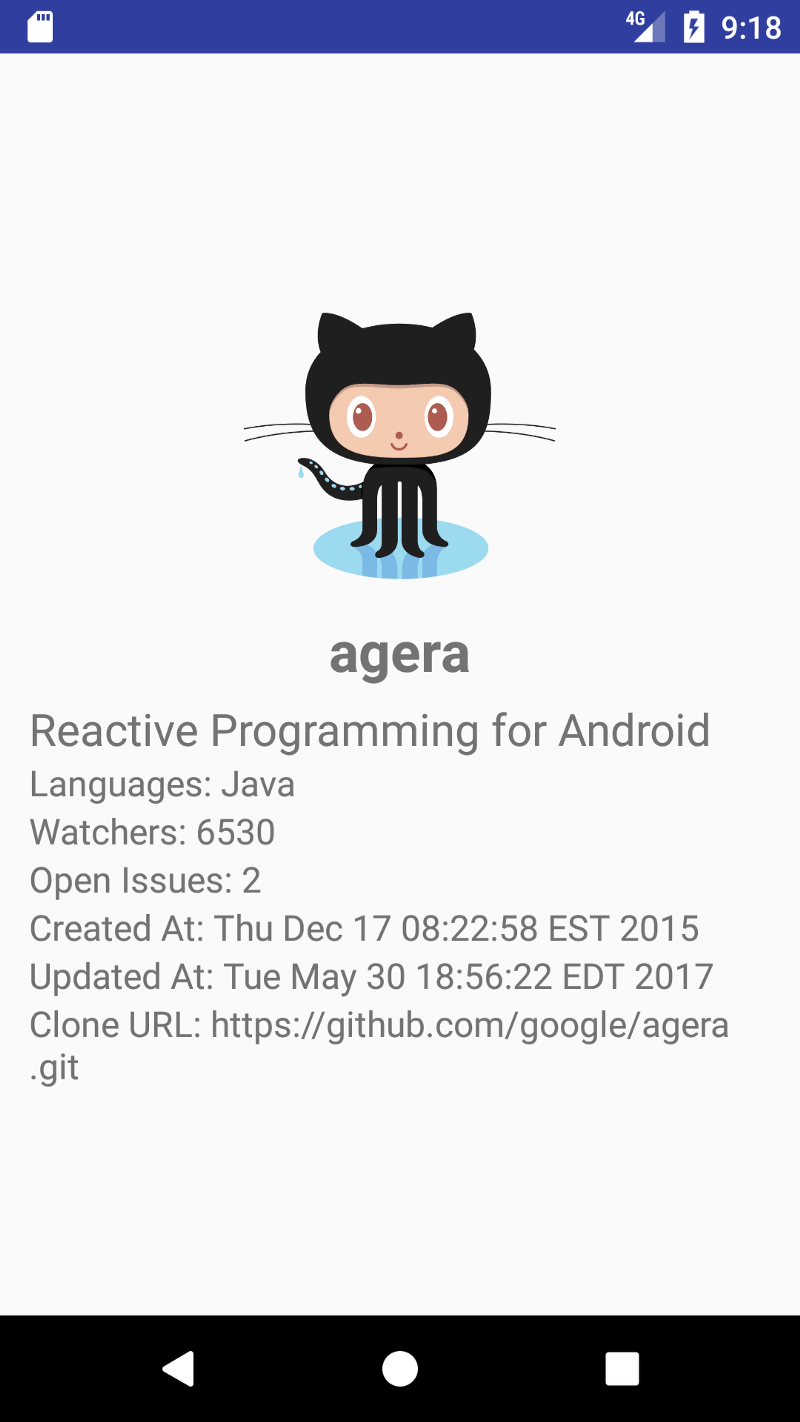 4G 9:18
agera
Reactive Programming for Android
Languages: Java
Watchers: 6530
Open Issues: 2
Created At: Thu Dec 17 08:22:58 EST 2015
Updated At: Tue May 30 18:56:22 EDT 2017
Clone URL: https://github.com/google/agera
.git